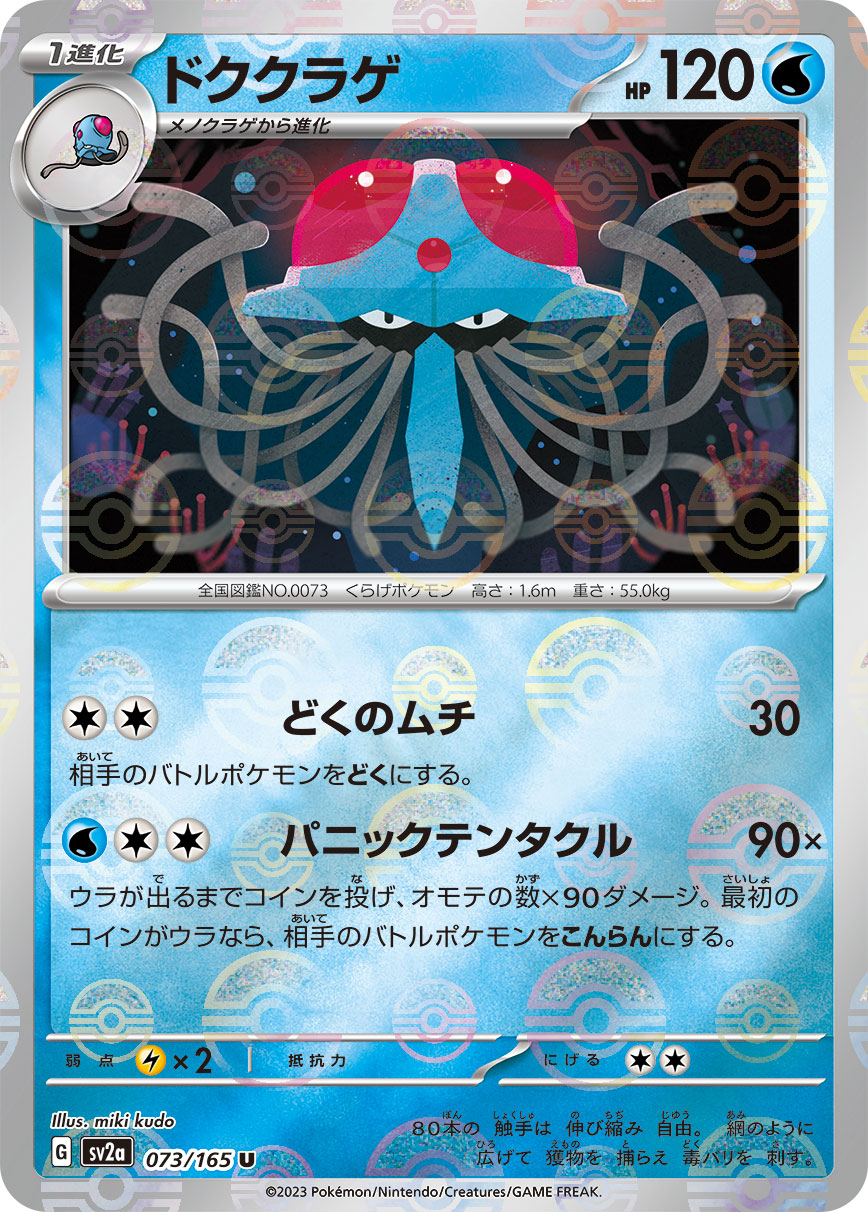 1進化
ドククラゲ
HP 120
メノクラゲから進化
全国図鑑NO.0073 くらげポケモン 高さ:1.6m 重さ:55.0kg
どくのムチ 30
相手のバトルポケモンをどくにする。
パニックテンタクル 90×
ウラが出るまでコインを投げ、オモテの数×90ダメージ。最初の
コインがウラなら、相手のバトルポケモンをこんらんにする。
弱点 ×2 抵抗力 にげる
Illus. miki kudo
G sv2a 073/165 U
80本の 触手は 伸び縮み 自由。網のように
広げて 獲物を 捕らえ 毒バリを 刺す。
©2023 Pokémon/Nintendo/Creatures/GAME FREAK.